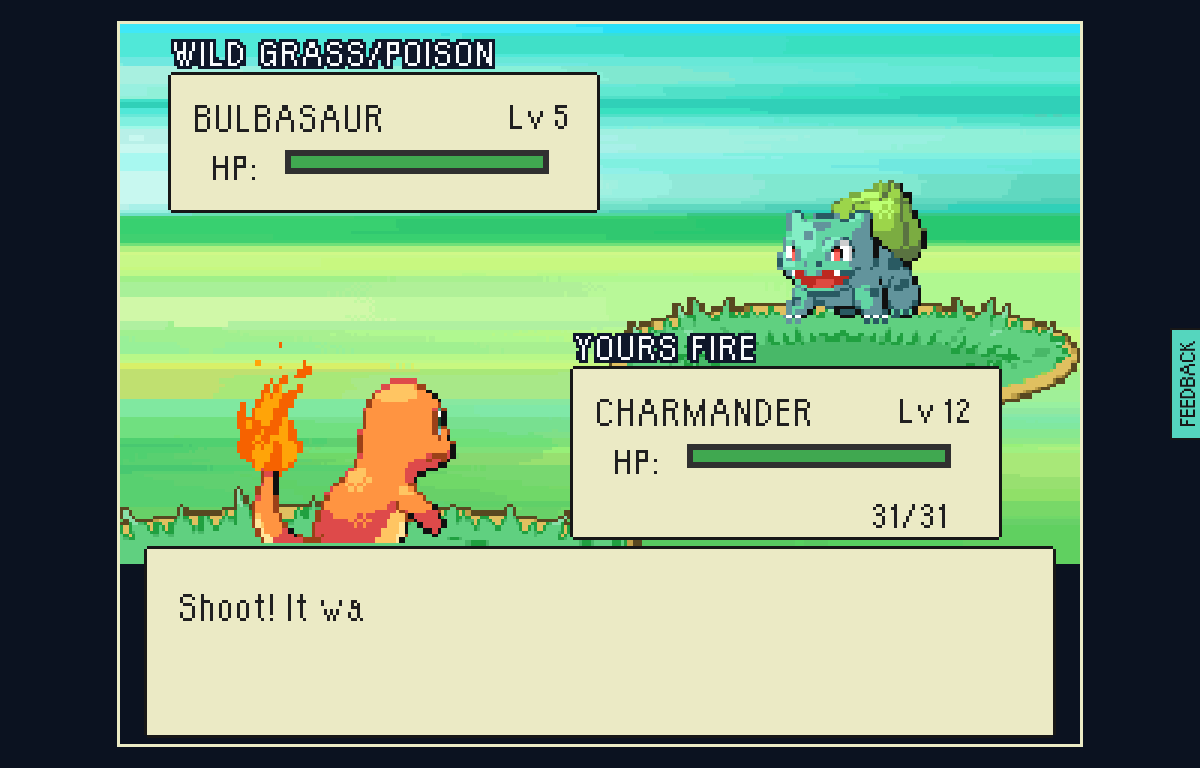 WILD GRASS/POISON
BULBASAUR Lv 5
HP:
YOURS FIRE
CHARMANDER Lv 12
HP:
31/31
Shoot! It wa
FEEDBACK